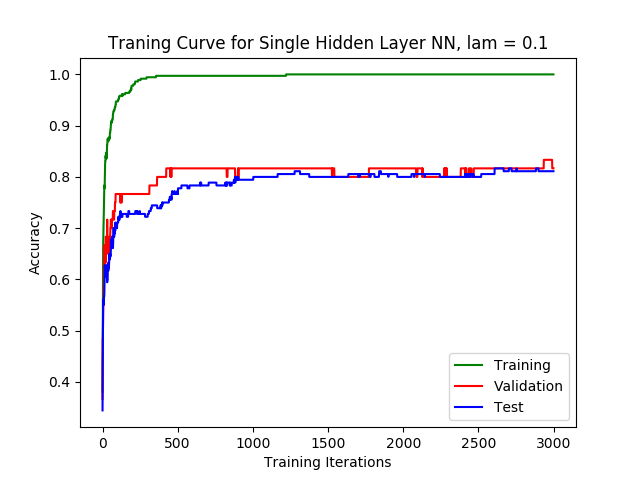 Traning Curve for Single Hidden Layer NN, lam = 0.1
Accuracy
1.0
0.9
0.8
0.7
0.6
0.5
0.4
Training
Validation
Test
0 500 1000 1500 2000 2500 3000
Training Iterations